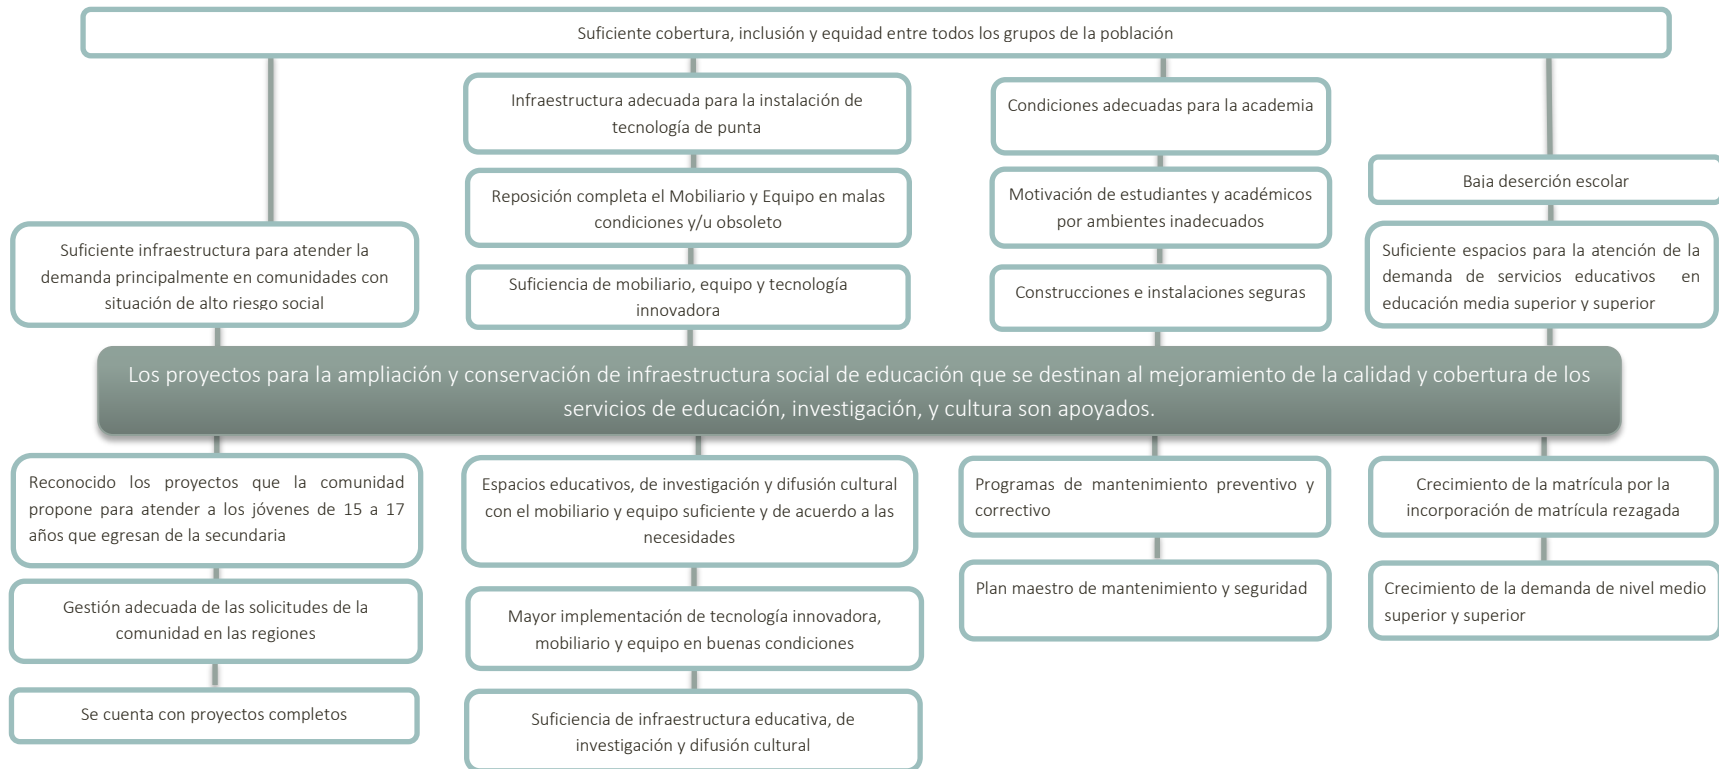 Suficiente cobertura, inclusión y equidad entre todos los grupos de la población
Infraestructura adecuada para la instalación de
tecnología de punta
Condiciones adecuadas para la academia
Reposición completa el Mobiliario y Equipo en malas
condiciones y/u obsoleto
Motivación de estudiantes y académicos
por ambientes inadecuados
Baja deserción escolar
Suficiente infraestructura para atender la
demanda principalmente en comunidades con
situación de alto riesgo social
Suficiencia de mobiliario, equipo y tecnología
innovadora
Construcciones e instalaciones seguras
Suficiente espacios para la atención de la
demanda de servicios educativos en
educación media superior y superior
Los proyectos para la ampliación y conservación de infraestructura social de educación que se destinan al mejoramiento de la calidad y cobertura de los
servicios de educación, investigación, y cultura son apoyados.
Reconocido los proyectos que la comunidad
propone para atender a los jóvenes de 15 a 17
años que egresan de la secundaria
Espacios educativos, de investigación y difusión cultural
con el mobiliario y equipo suficiente y de acuerdo a las
necesidades
Programas de mantenimiento preventivo y
correctivo
Crecimiento de la matrícula por la
incorporación de matrícula rezagada
Gestión adecuada de las solicitudes de la
comunidad en las regiones
Mayor implementación de tecnología innovadora,
mobiliario y equipo en buenas condiciones
Plan maestro de mantenimiento y seguridad
Crecimiento de la demanda de nivel medio
superior y superior
Se cuenta con proyectos completos
Suficiencia de infraestructura educativa, de
investigación y difusión cultural